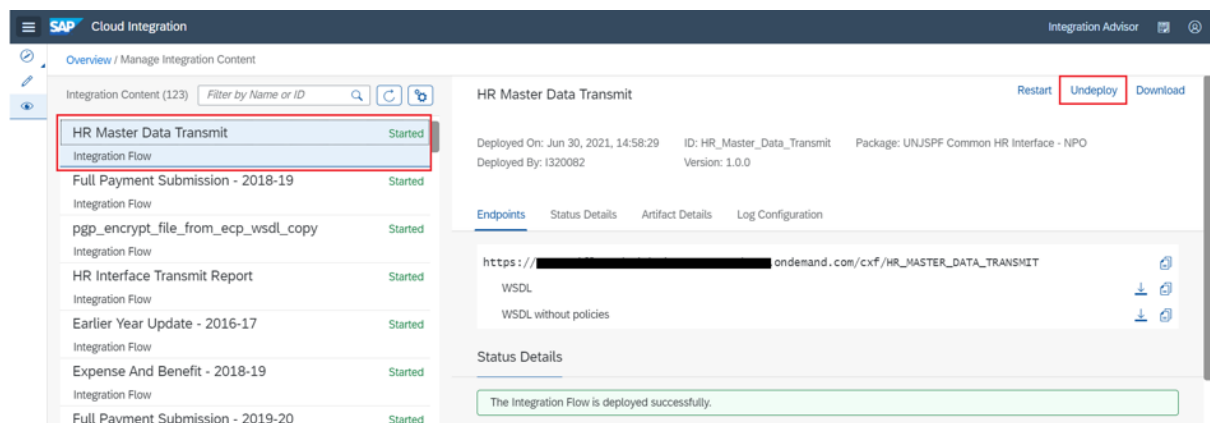 SAP Cloud Integration
Integration Advisor
Overview / Manage Integration Content
Integration Content (123) Filter by Name or ID
HR Master Data Transmit Started
Integration Flow
Full Payment Submission - 2018-19 Started
Integration Flow
pgp_encrypt_file_from_ecp_wsdl_copy Started
Integration Flow
HR Interface Transmit Report Started
Integration Flow
Earlier Year Update - 2016-17 Started
Integration Flow
Expense And Benefit - 2018-19 Started
Integration Flow
Full Payment Submission - 2019-20 Started
HR Master Data Transmit
Restart Undeploy Download
Deployed On: Jun 30, 2021, 14:58:29 ID: HR_Master_Data_Transmit Package: UNJSPF Common HR Interface - NPO
Deployed By: I320082 Version: 1.0.0
Endpoints Status Details Artifact Details Log Configuration
https:// ondemand.com/cxf/HR_MASTER_DATA_TRANSMIT
WSDL
WSDL without policies
Status Details
The Integration Flow is deployed successfully.